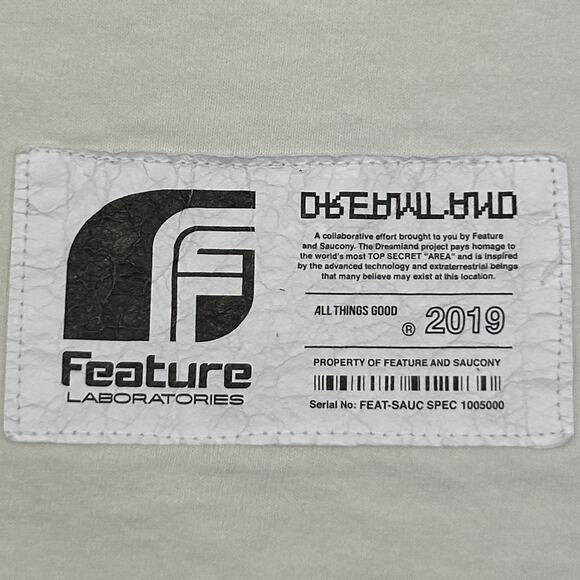 Feature
LABORATORIES
DREAMLAND
A collaborative effort brought to you by Feature
and Saucony. The Dreamland project pays homage to
the world's most TOP SECRET "AREA" and is inspired
by the advanced technology and extraterrestrial beings
that many believe may exist at this location.
ALL THINGS GOOD
® 2019
PROPERTY OF FEATURE AND SAUCONY
Serial No: FEAT-SAUC SPEC 1005000